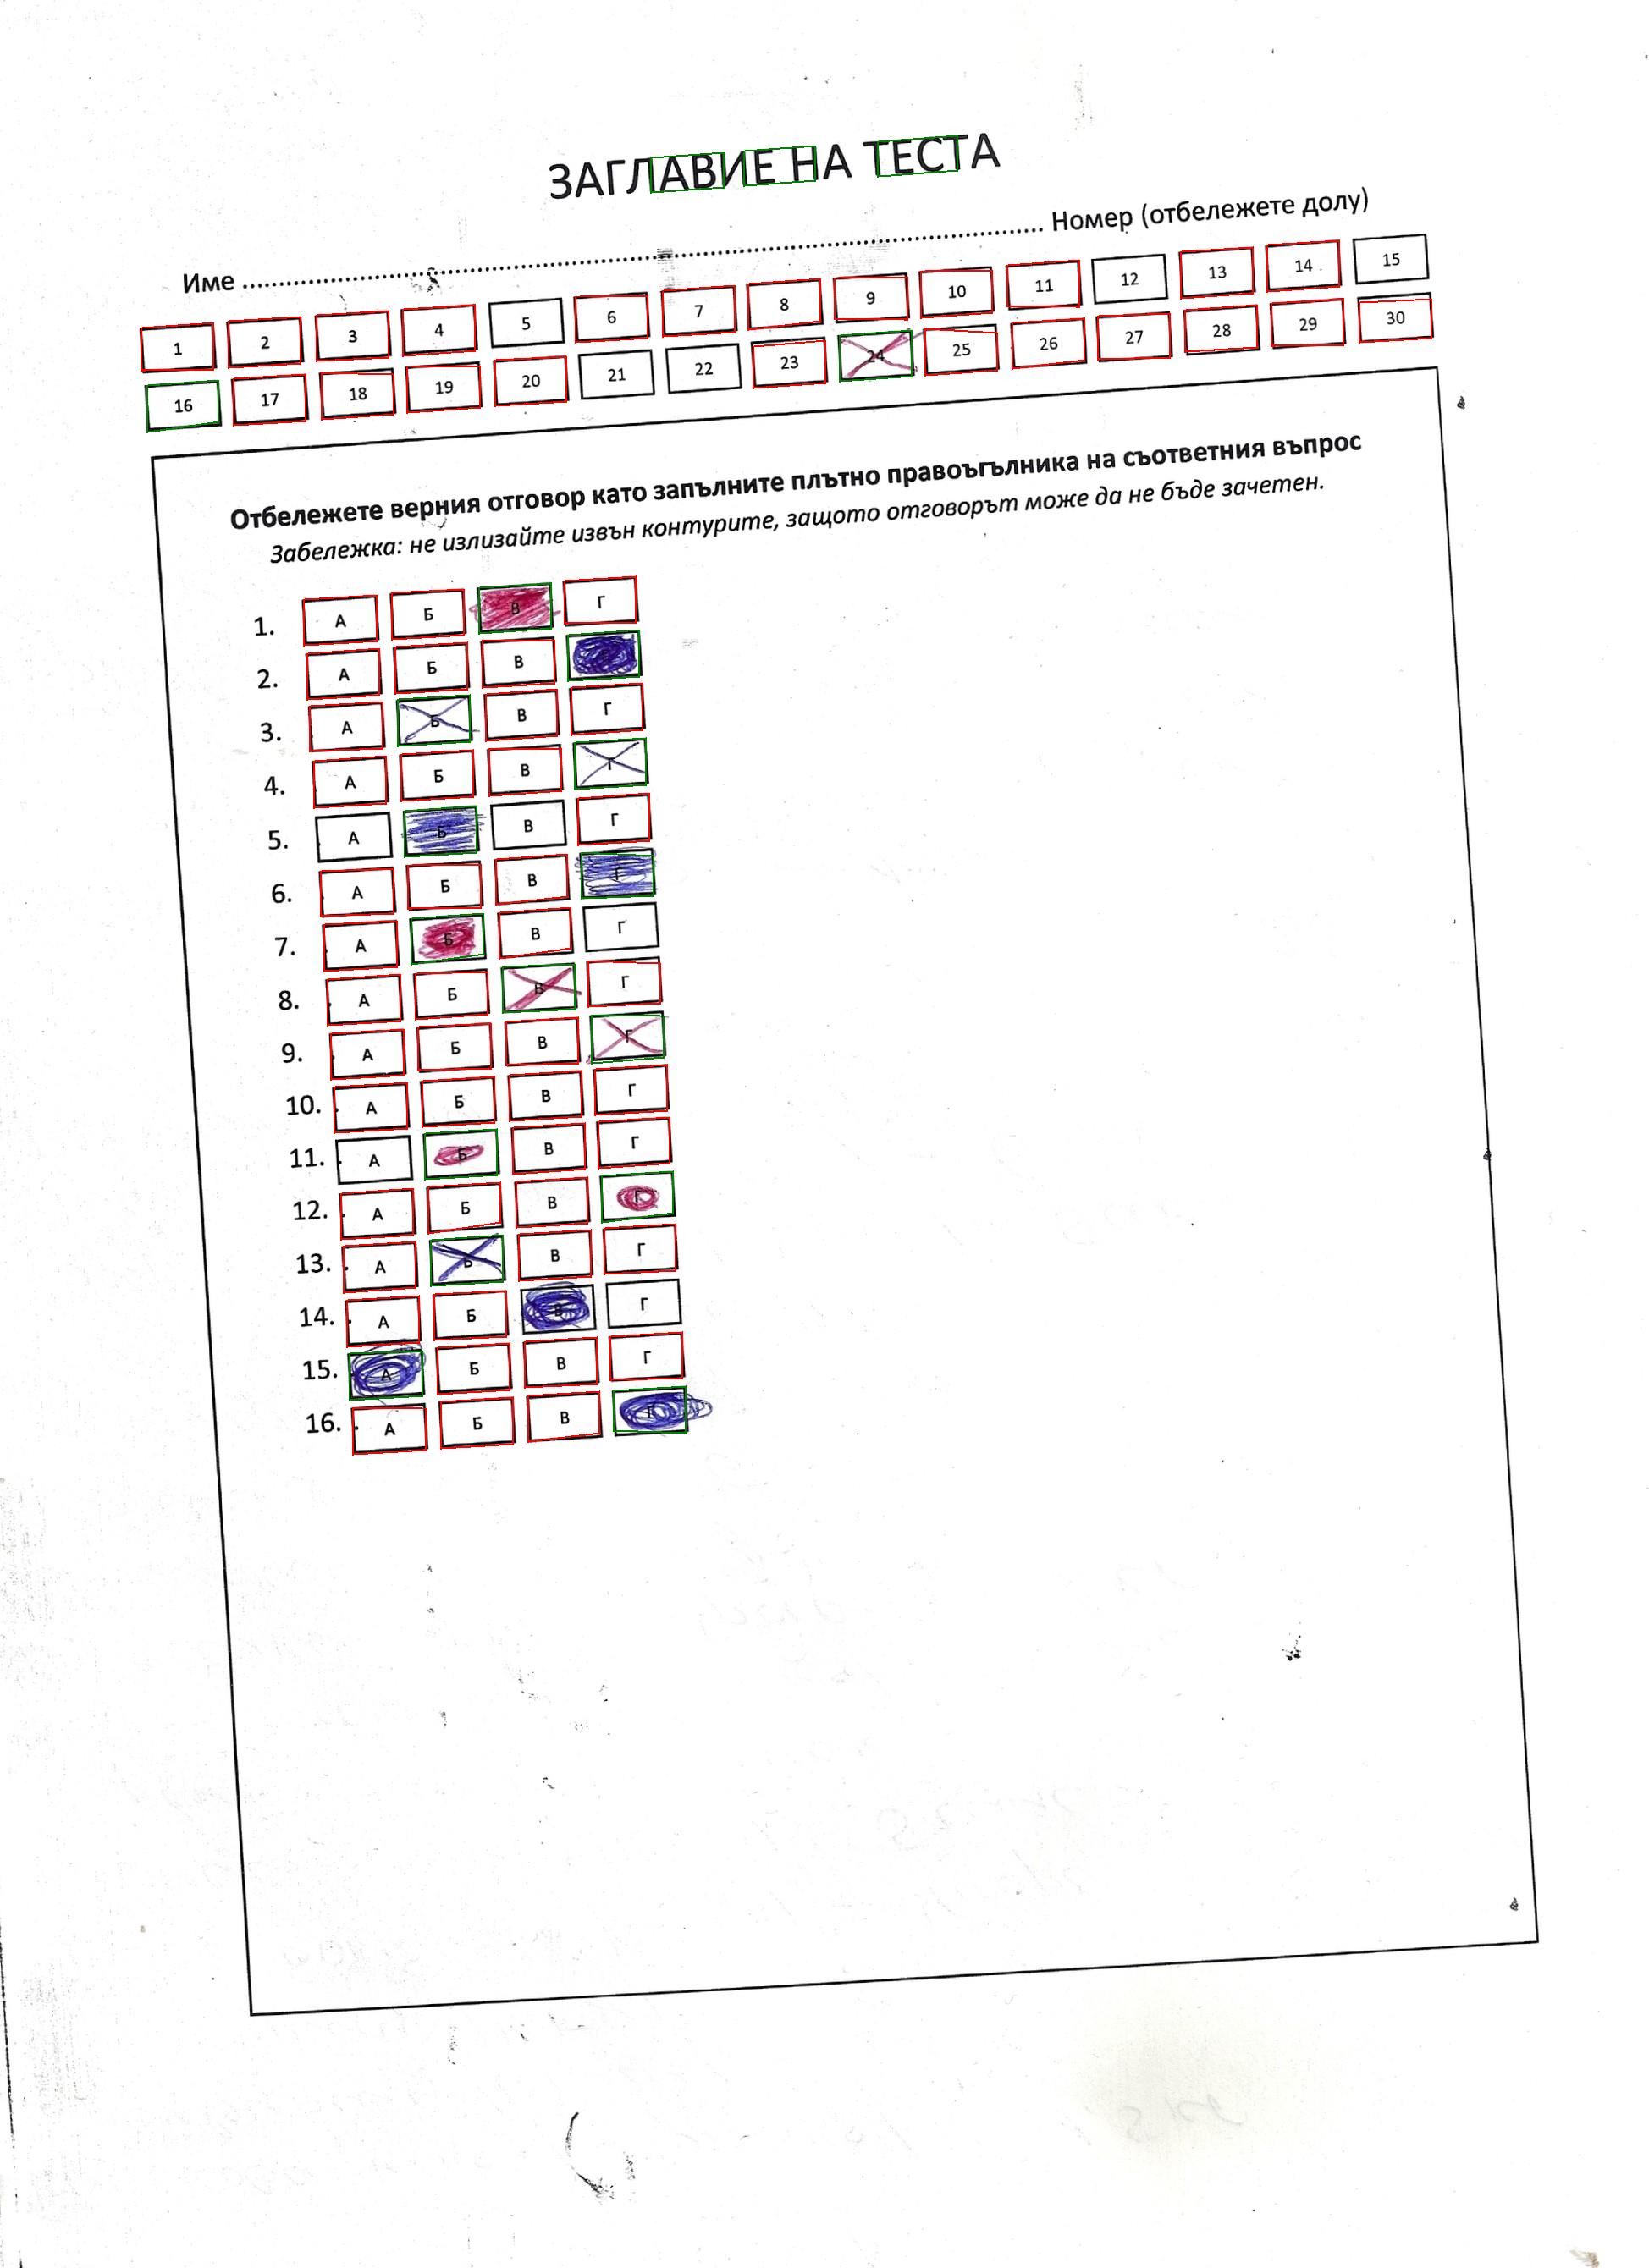 ЗАГЛАВИЕ НА ТЕСТА
Име ........................................................................................................ Номер (отбележете долу)
1 2 3 4 5 6 7 8 9 10 11 12 13 14 15
16 17 18 19 20 21 22 23 24 25 26 27 28 29 30
Отбележете верния отговор като запълните плътно правоъгълника на съответния въпрос
Забележка: не излизайте извън контурите, защото отговорът може да не бъде зачетен.
1. А Б В Г
2. А Б В
3. А Б В Г
4. А Б В Г
5. А Б В Г
6. А Б В Г
7. А Б В Г
8. А Б В Г
9. А Б В Г
10. А Б В Г
11. А Б В Г
12. А Б В Г
13. А Б В Г
14. А Б В Г
15. А Б В Г
16. А Б В Г